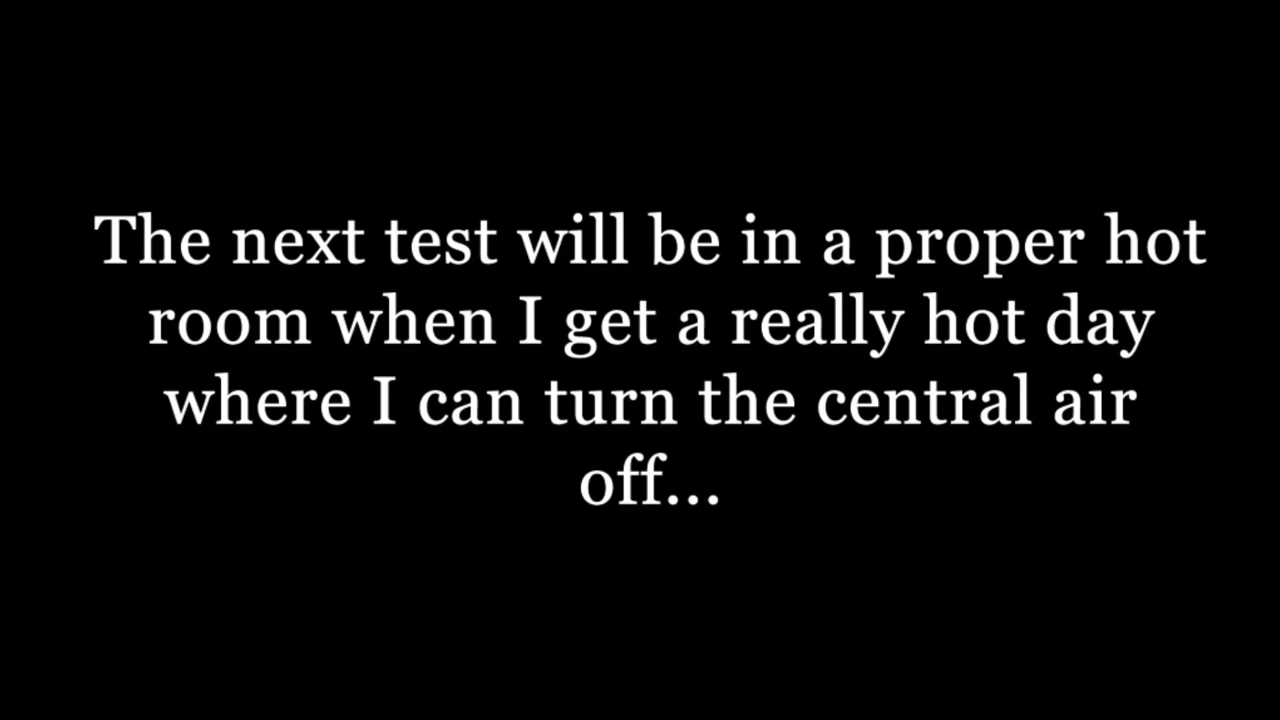 The next test will be in a proper hot
room when I get a really hot day
where I can turn the central air
off...